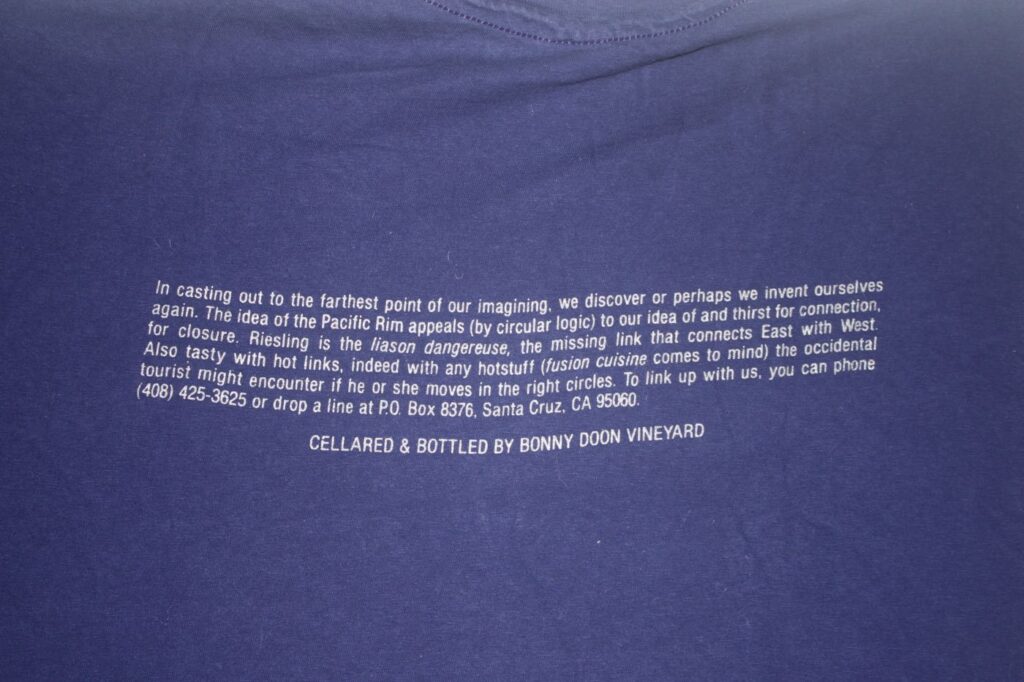 In casting out to the farthest point of our imagining, we discover or perhaps we invent ourselves
again. The idea of the Pacific Rim appeals (by circular logic) to our idea of and thirst for connection,
for closure. Riesling is the liason dangereuse, the missing link that connects East with West.
Also tasty with hot links, indeed with any hotstuff (fusion cuisine comes to mind) the occidental
tourist might encounter if he or she moves in the right circles. To link up with us, you can phone
(408) 425-3625 or drop a line at P.O. Box 8376, Santa Cruz, CA 95060.
CELLARED & BOTTLED BY BONNY DOON VINEYARD